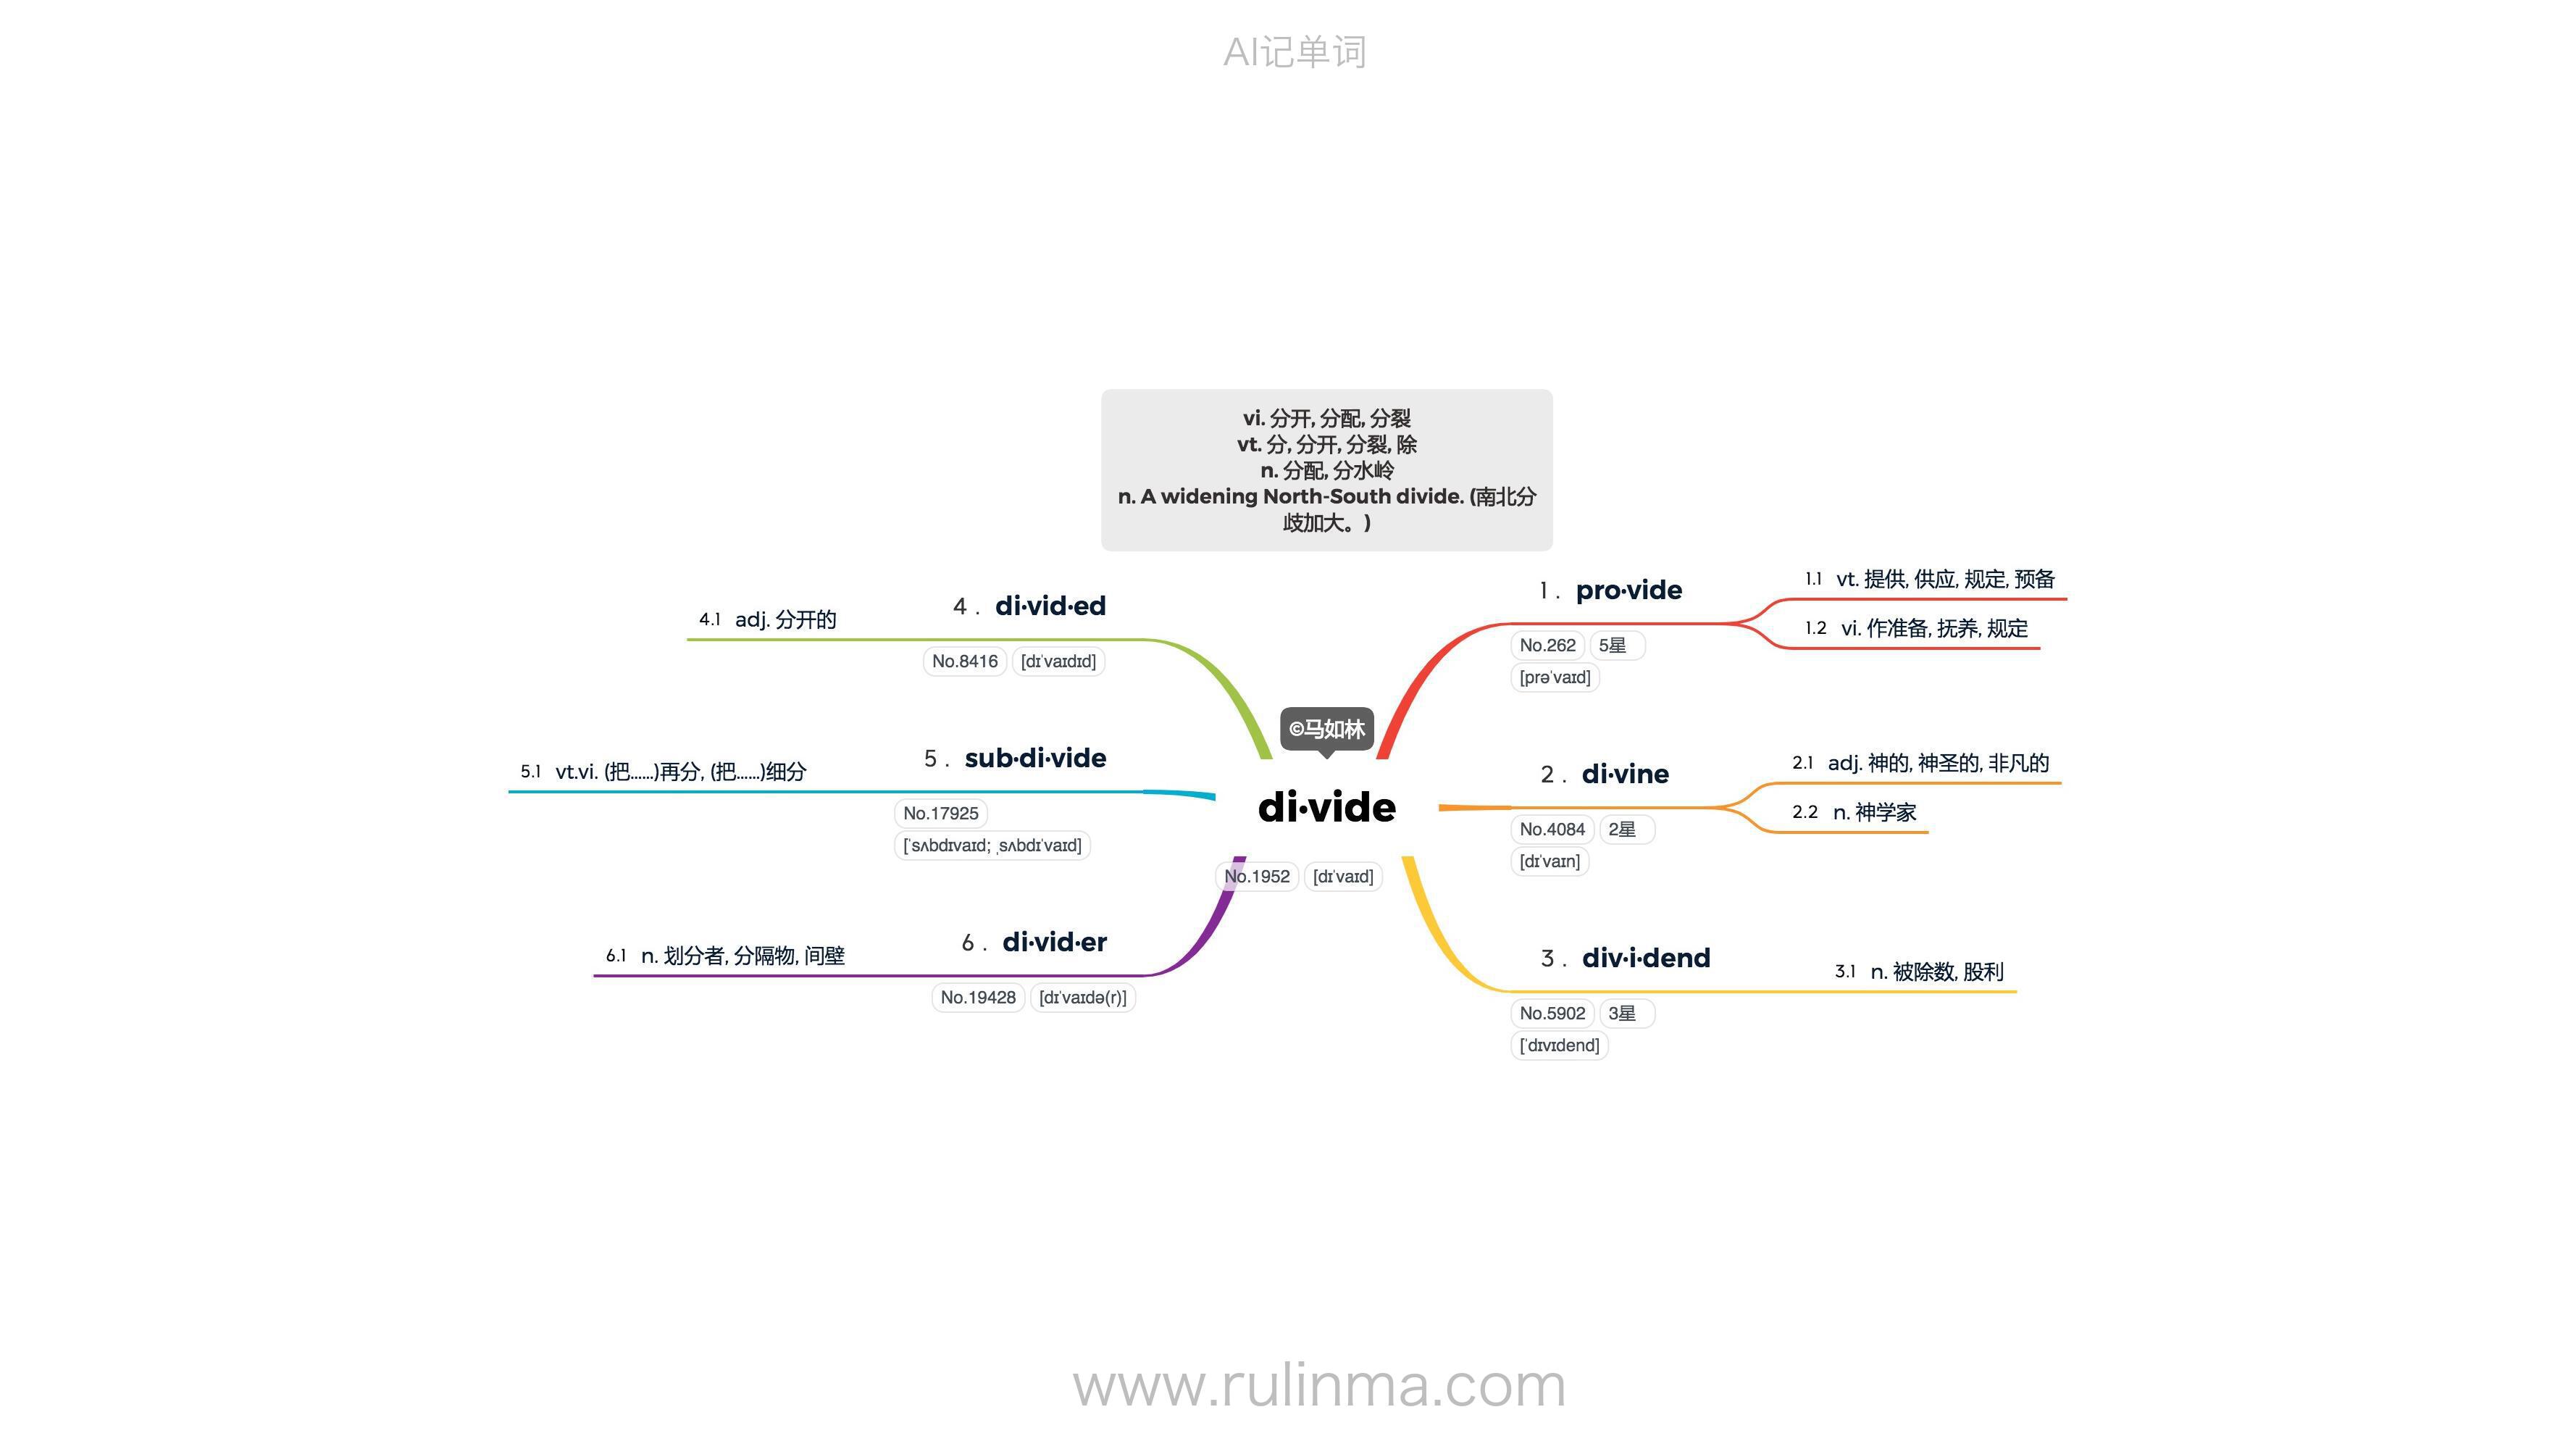 AI记单词
vi. 分开, 分配, 分裂
vt. 分, 分开, 分裂, 除
n. 分配, 分水岭
n. A widening North-South divide. (南北分
歧加大。)
©马如林
di·vide
No.1952 [dɪˈvaɪd]
1 . pro·vide
No.262 5星
[prəˈvaɪd]
1.1 vt. 提供, 供应, 规定, 预备
1.2 vi. 作准备, 抚养, 规定
2 . di·vine
No.4084 2星
[dɪˈvaɪn]
2.1 adj. 神的, 神圣的, 非凡的
2.2 n. 神学家
3 . div·i·dend
No.5902 3星
[ˈdɪvɪdend]
3.1 n. 被除数, 股利
4 . di·vid·ed
No.8416 [dɪˈvaɪdɪd]
4.1 adj. 分开的
5 . sub·di·vide
No.17925
[ˈsʌbdɪvaɪd; ˌsʌbdɪˈvaɪd]
5.1 vt.vi. (把……)再分, (把……)细分
6 . di·vid·er
No.19428 [dɪˈvaɪdə(r)]
6.1 n. 划分者, 分隔物, 间壁
www.rulinma.com